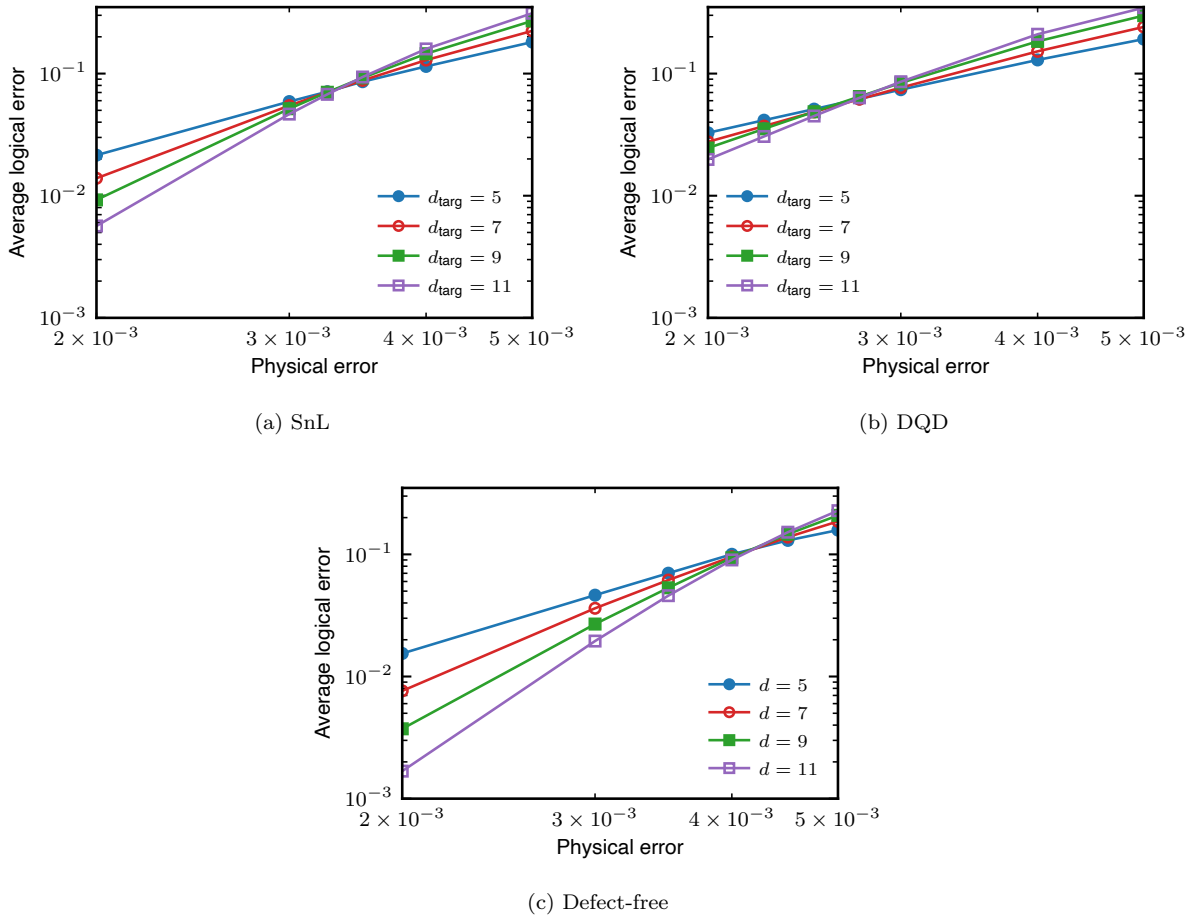 Average logical error
10⁻¹
10⁻²
10⁻³
2 × 10⁻³
3 × 10⁻³
4 × 10⁻³
5 × 10⁻³
Physical error
d_targ = 5
d_targ = 7
d_targ = 9
d_targ = 11
(a) SnL
Average logical error
10⁻¹
10⁻²
10⁻³
2 × 10⁻³
3 × 10⁻³
4 × 10⁻³
5 × 10⁻³
Physical error
d_targ = 5
d_targ = 7
d_targ = 9
d_targ = 11
(b) DQD
Average logical error
10⁻¹
10⁻²
10⁻³
2 × 10⁻³
3 × 10⁻³
4 × 10⁻³
5 × 10⁻³
Physical error
d = 5
d = 7
d = 9
d = 11
(c) Defect-free